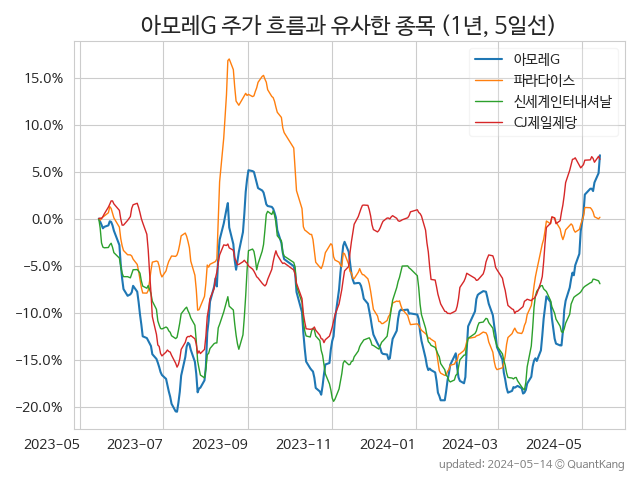 아모레G 주가 흐름과 유사한 종목 (1년, 5일선)
아모레G
파라다이스
신세계인터내셔날
CJ제일제당
15.0%
10.0%
5.0%
0.0%
−5.0%
−10.0%
−15.0%
−20.0%
2023-05
2023-07
2023-09
2023-11
2024-01
2024-03
2024-05
updated: 2024-05-14 © QuantKang